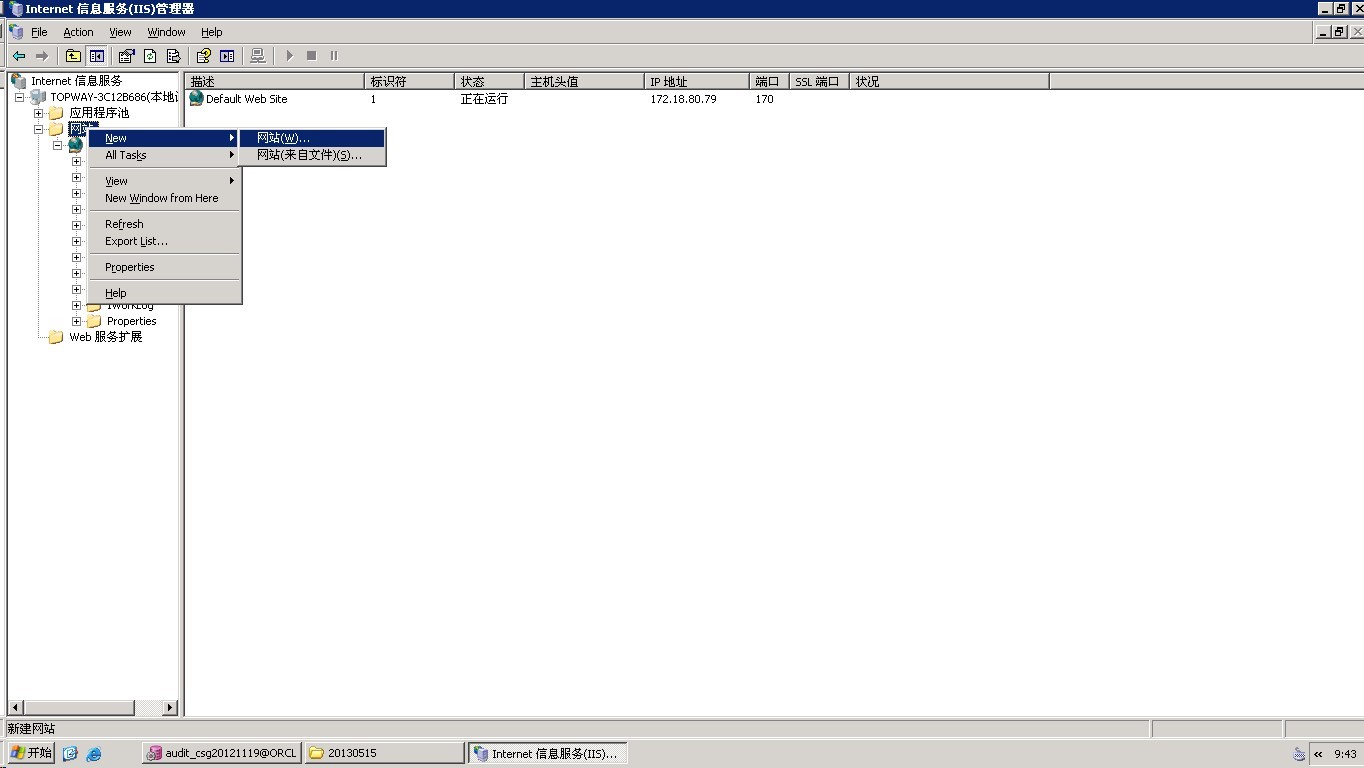 Internet 信息服务(IIS)管理器
File Action View Window Help
Internet 信息服务
TOPWAY-3C12B686(本地
应用程序池
Properties
Web 服务扩展
描述 标识符 状态 主机头值 IP 地址 端口 SSL 端口 状况
Default Web Site 1 正在运行 172.18.80.79 170
New
All Tasks
View
New Window from Here
Refresh
Export List...
Properties
Help
网站(W)...
网站(来自文件)(S)...
新建网站
开始 audit_csg20121119@ORCL 20130515 Internet 信息服务(IIS)... « 9:43